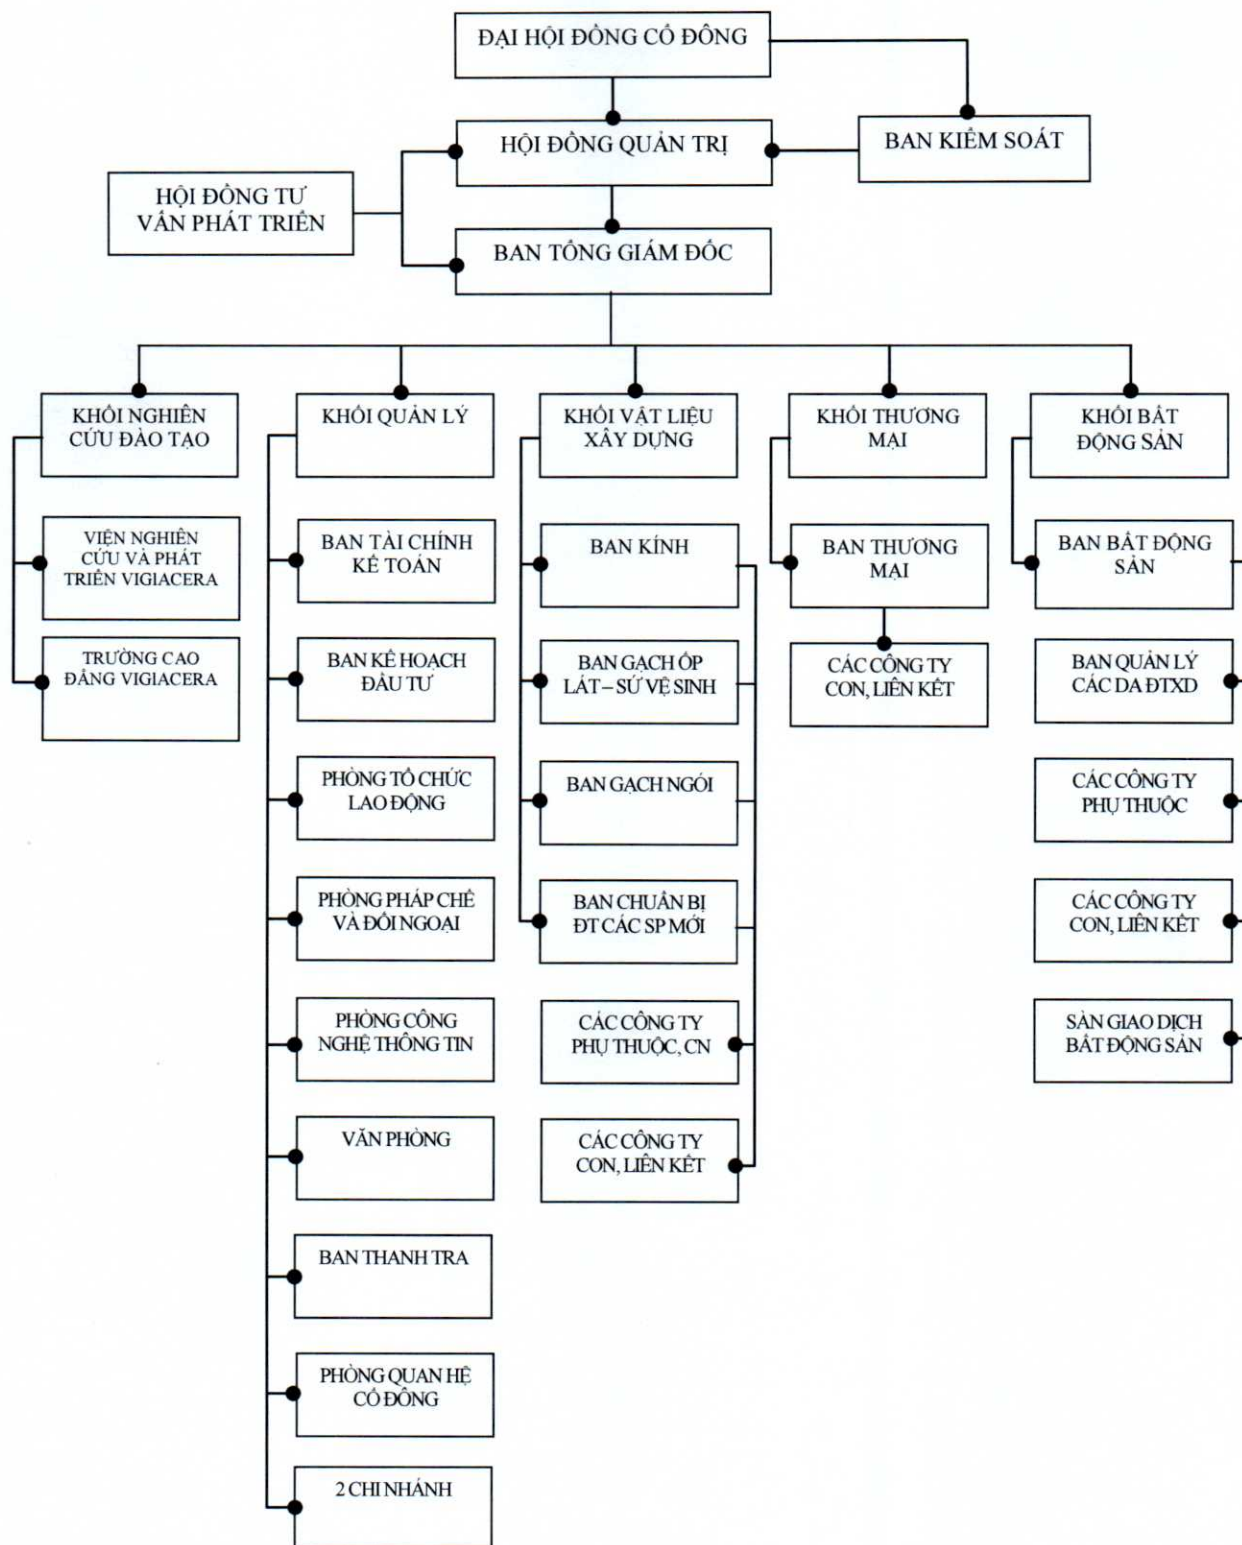 ĐẠI HỘI ĐỒNG CỔ ĐÔNG
HỘI ĐỒNG QUẢN TRỊ
BAN KIỂM SOÁT
HỘI ĐỒNG TƯ
VẤN PHÁT TRIỂN
BAN TỔNG GIÁM ĐỐC
KHỐI NGHIÊN
CỨU ĐÀO TẠO
KHỐI QUẢN LÝ
KHỐI VẬT LIỆU
XÂY DỰNG
KHỐI THƯƠNG
MẠI
KHỐI BẤT
ĐỘNG SẢN
VIỆN NGHIÊN
CỨU VÀ PHÁT
TRIỂN VIGIACERA
TRƯỜNG CAO
ĐẲNG VIGIACERA
BAN TÀI CHÍNH
KẾ TOÁN
BAN KẾ HOẠCH
ĐẦU TƯ
PHÒNG TỔ CHỨC
LAO ĐỘNG
PHÒNG PHÁP CHẾ
VÀ ĐỐI NGOẠI
PHÒNG CÔNG
NGHỆ THÔNG TIN
VĂN PHÒNG
BAN THANH TRA
PHÒNG QUAN HỆ
CỔ ĐÔNG
2 CHI NHÁNH
BAN KÍNH
BAN GẠCH ỐP
LÁT – SỨ VỆ SINH
BAN GẠCH NGÓI
BAN CHUẨN BỊ
ĐT CÁC SP MỚI
CÁC CÔNG TY
PHỤ THUỘC, CN
CÁC CÔNG TY
CON, LIÊN KẾT
BAN THƯƠNG
MẠI
CÁC CÔNG TY
CON, LIÊN KẾT
BAN BẤT ĐỘNG
SẢN
BAN QUẢN LÝ
CÁC DA ĐTXD
CÁC CÔNG TY
PHỤ THUỘC
CÁC CÔNG TY
CON, LIÊN KẾT
SÀN GIAO DỊCH
BẤT ĐỘNG SẢN